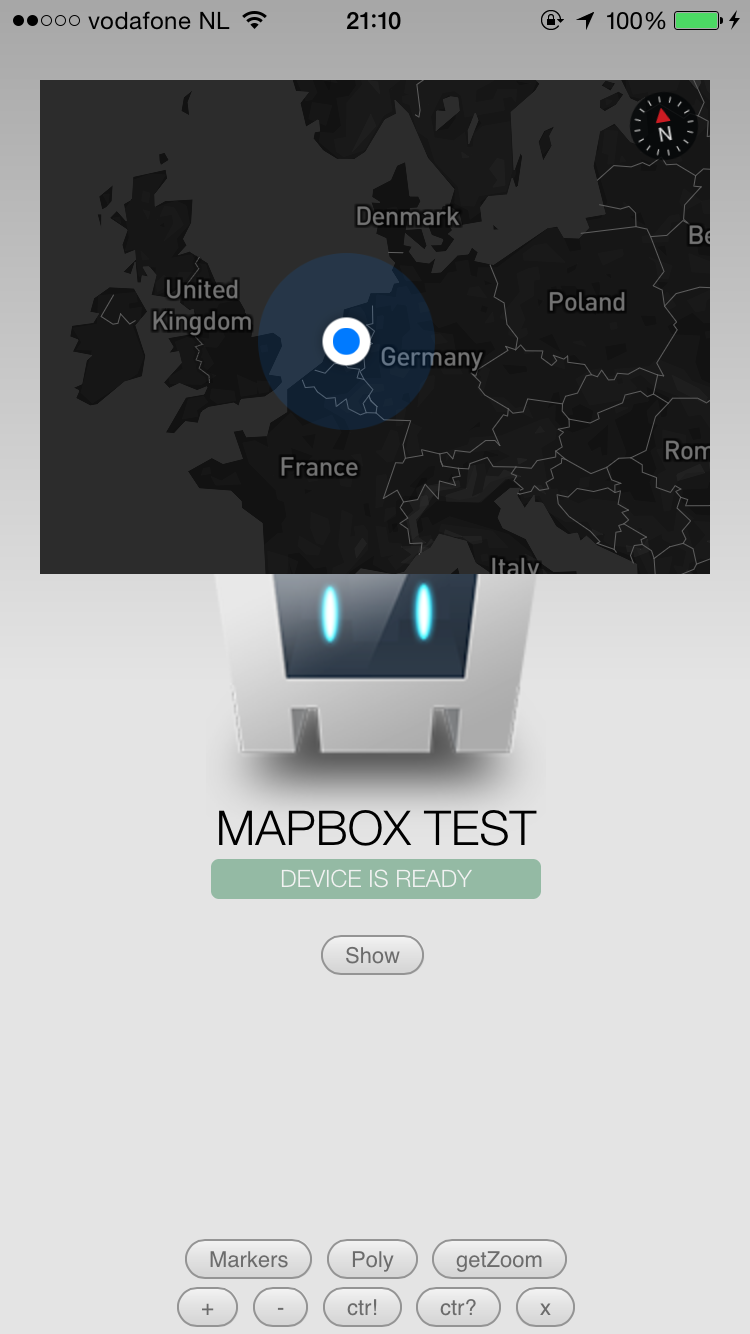 vodafone NL 21:10 100%
N
Denmark
Be
United
Kingdom
Poland
Germany
France
Rom
Italy
MAPBOX TEST
DEVICE IS READY
Show
Markers Poly getZoom
+ - ctr! ctr? x